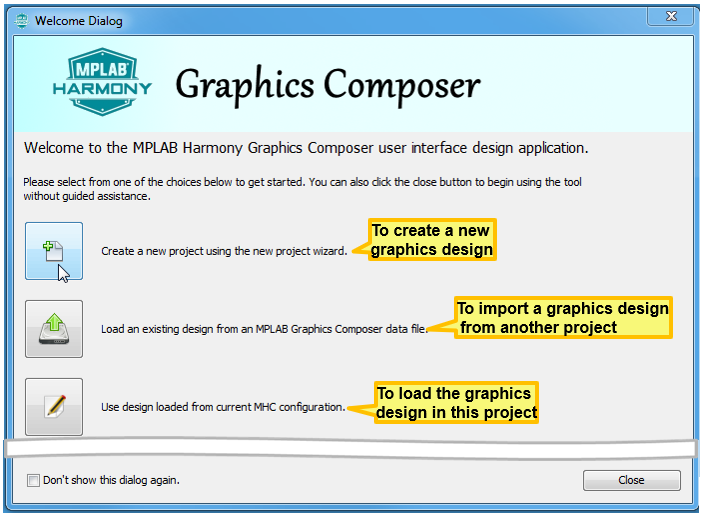 Welcome Dialog
MPLAB®
HARMONY
Graphics Composer
Welcome to the MPLAB Harmony Graphics Composer user interface design application.
Please select from one of the choices below to get started. You can also click the close button to begin using the tool
without guided assistance.
Create a new project using the new project wizard.
To create a new
graphics design
Load an existing design from an MPLAB Graphics Composer data file.
To import a graphics design
from another project
Use design loaded from current MHC configuration.
To load the graphics
design in this project
Don't show this dialog again.
Close